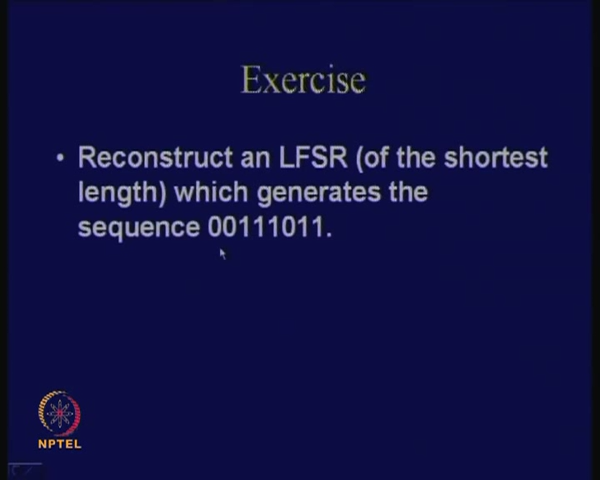 Exercise
• Reconstruct an LFSR (of the shortest
length) which generates the
sequence 00111011.
NPTEL